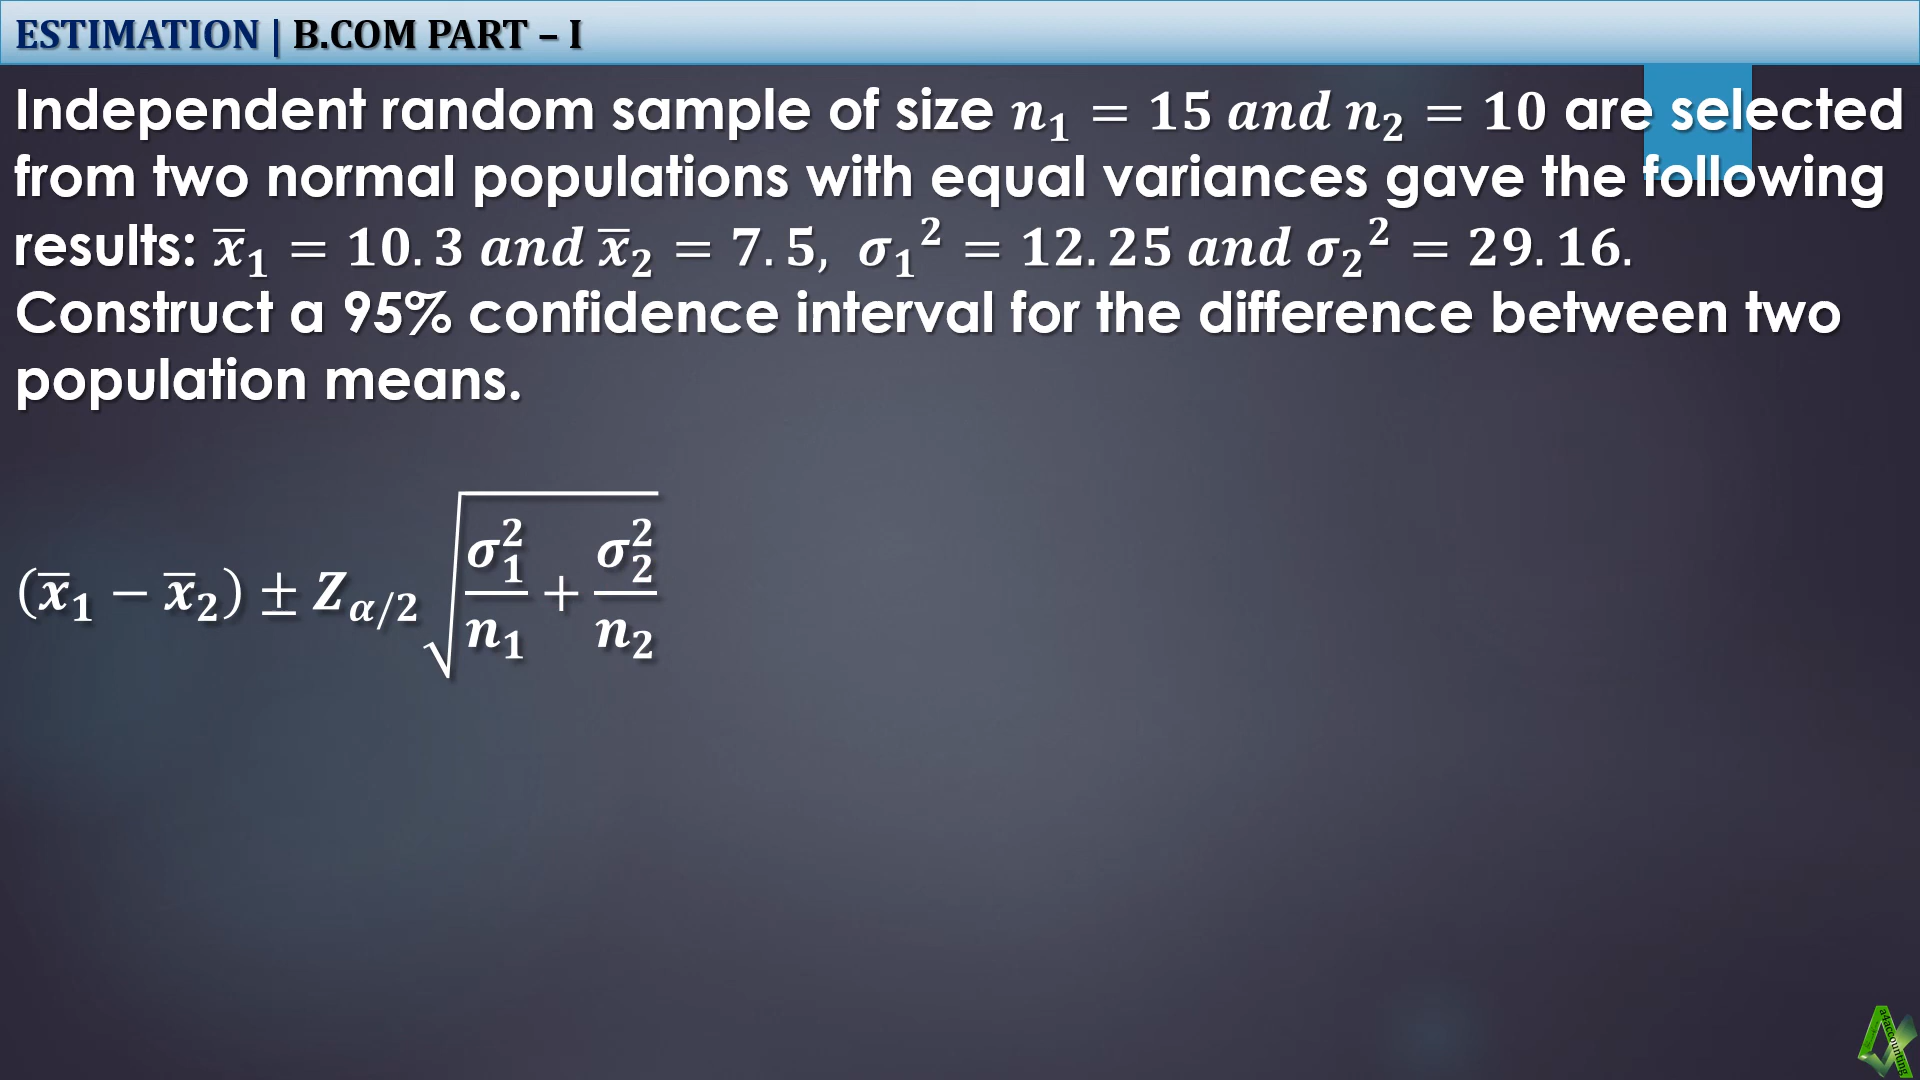 ESTIMATION | B.COM PART – I
Independent random sample of size n₁ = 15 and n₂ = 10 are selected
from two normal populations with equal variances gave the following
results: x̄₁ = 10.3 and x̄₂ = 7.5, σ₁² = 12.25 and σ₂² = 29.16.
Construct a 95% confidence interval for the difference between two
population means.
(x̄₁ − x̄₂) ± Z_α/2 √(σ₁²/n₁ + σ₂²/n₂)
a4accounting